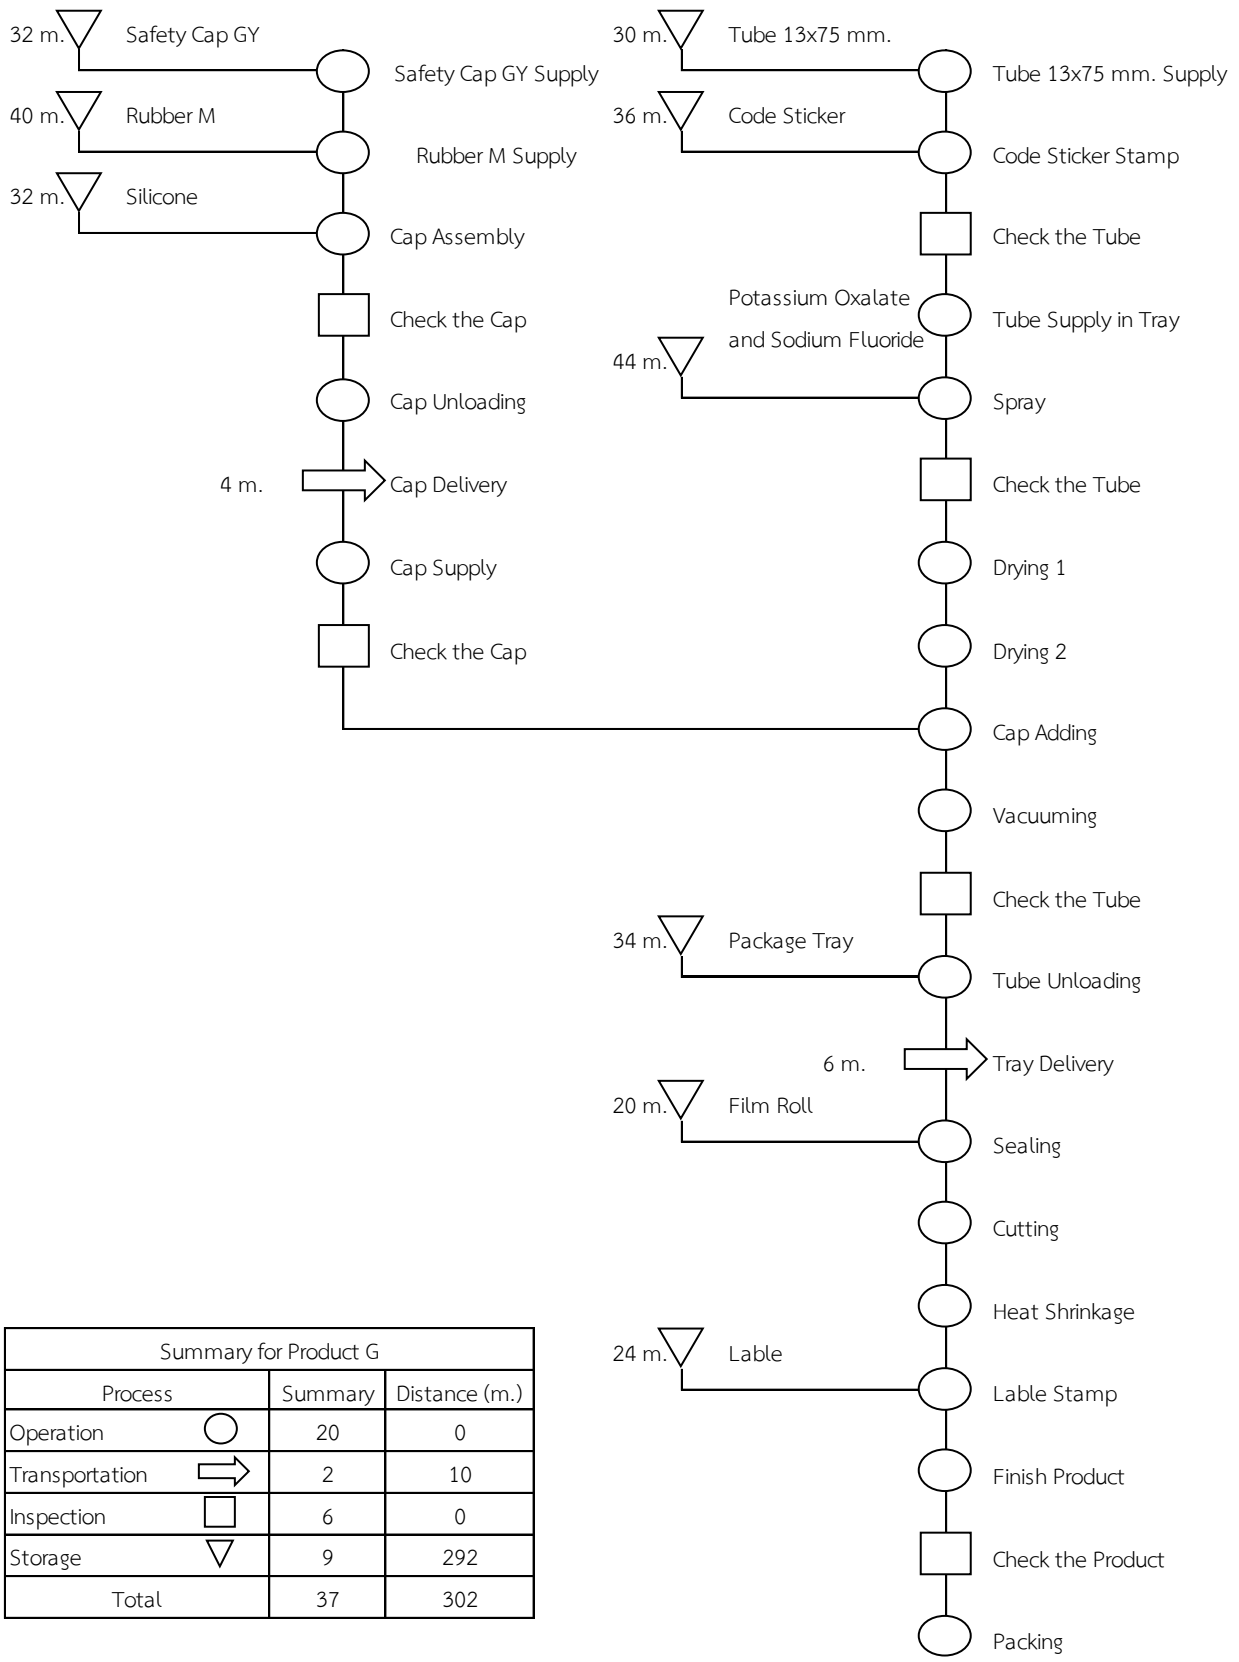 32 m.
Safety Cap GY
Safety Cap GY Supply
40 m.
Rubber M
Rubber M Supply
32 m.
Silicone
Cap Assembly
Check the Cap
Cap Unloading
4 m.
Cap Delivery
Cap Supply
Check the Cap
30 m.
Tube 13x75 mm.
Tube 13x75 mm. Supply
36 m.
Code Sticker
Code Sticker Stamp
Check the Tube
Potassium Oxalate
and Sodium Fluoride
Tube Supply in Tray
44 m.
Spray
Check the Tube
Drying 1
Drying 2
Cap Adding
Vacuuming
Check the Tube
34 m.
Package Tray
Tube Unloading
6 m.
Tray Delivery
20 m.
Film Roll
Sealing
Cutting
Heat Shrinkage
24 m.
Lable
Lable Stamp
Finish Product
Check the Product
Packing
Summary for Product G
Process Summary Distance (m.)
Operation 20 0
Transportation 2 10
Inspection 6 0
Storage 9 292
Total 37 302